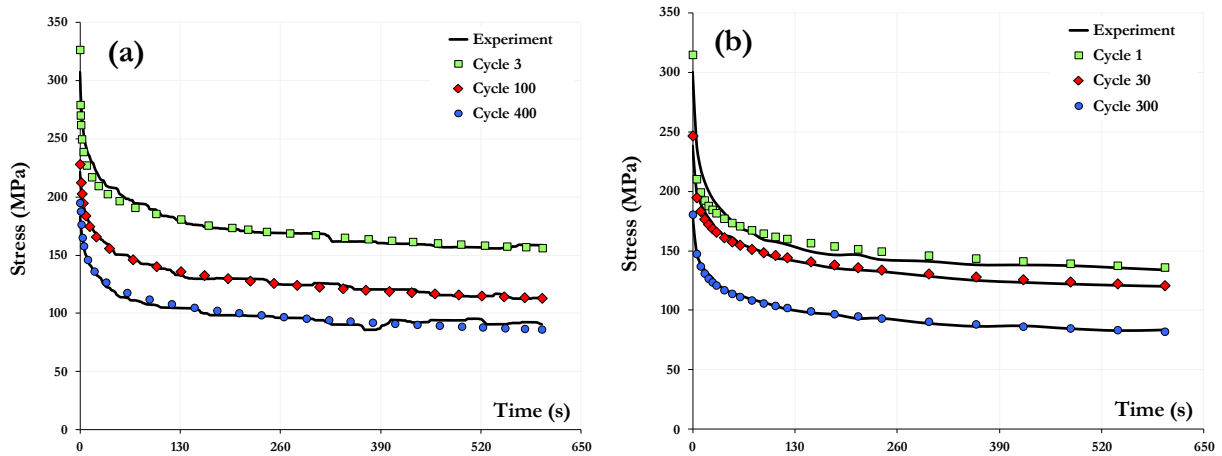 (a)
Experiment
Cycle 3
Cycle 100
Cycle 400
Stress (MPa)
350
300
250
200
150
100
50
0
0 130 260 390 520 650
Time (s)
(b)
Experiment
Cycle 1
Cycle 30
Cycle 300
Stress (MPa)
350
300
250
200
150
100
50
0
0 130 260 390 520 650
Time (s)